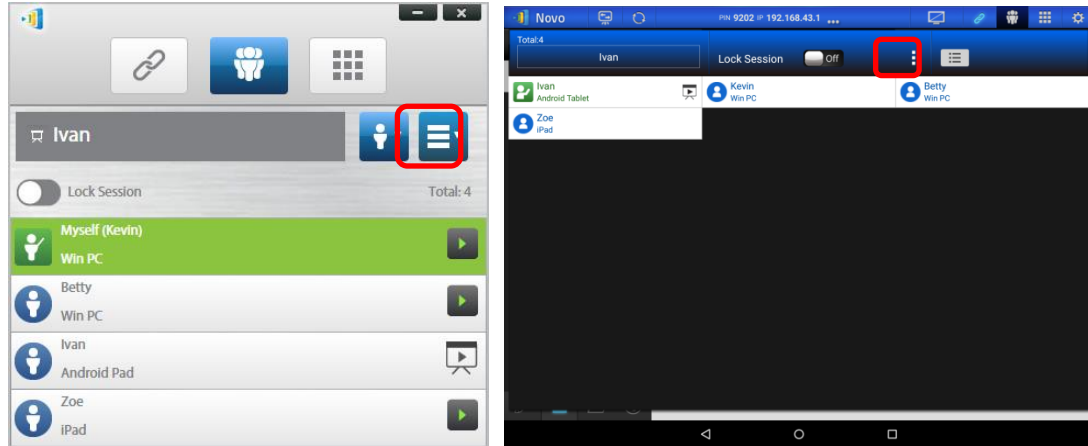 Ivan
Lock Session
Total: 4
Myself (Kevin)
Win PC
Betty
Win PC
Ivan
Android Pad
Zoe
iPad
Novo
PIN 9202 IP 192.168.43.1 ...
Total:4
Ivan
Lock Session
Off
Ivan
Android Tablet
Kevin
Win PC
Betty
Win PC
Zoe
iPad